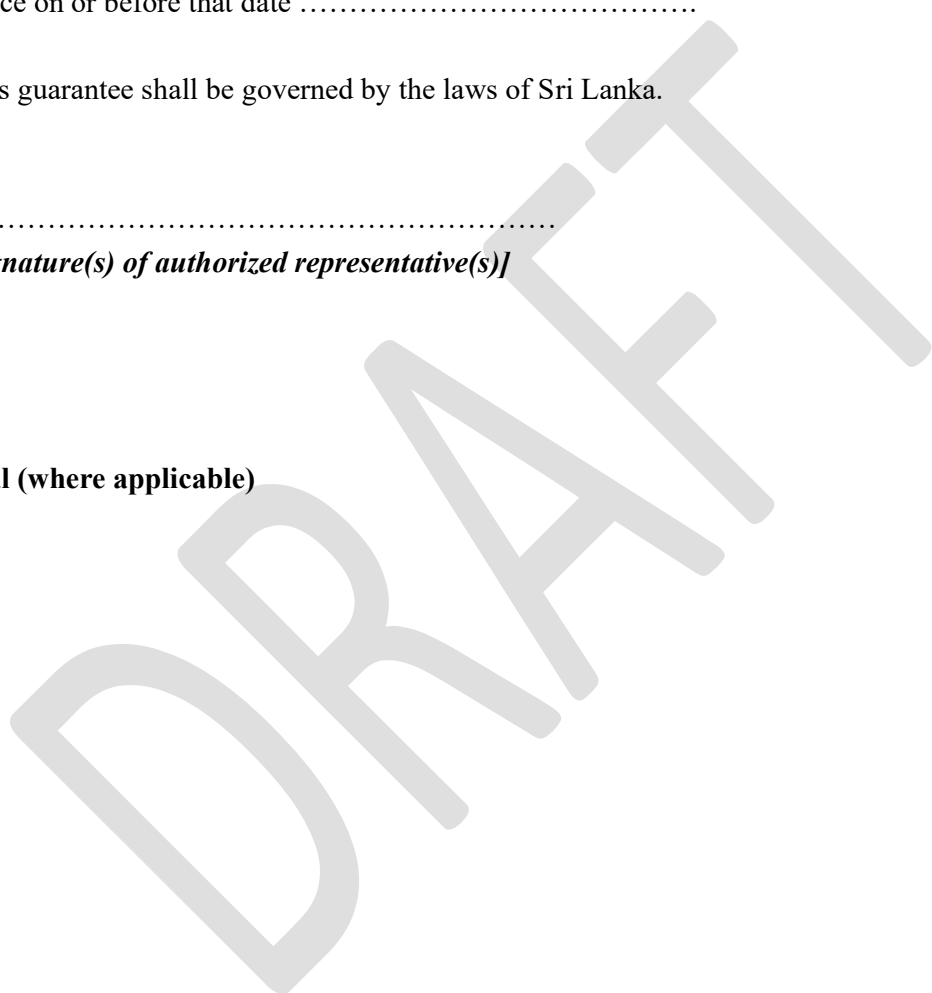 ce on or before that date ………………………………….
s guarantee shall be governed by the laws of Sri Lanka.
…………………………………………………
nature(s) of authorized representative(s)]
l (where applicable)
DRAFT